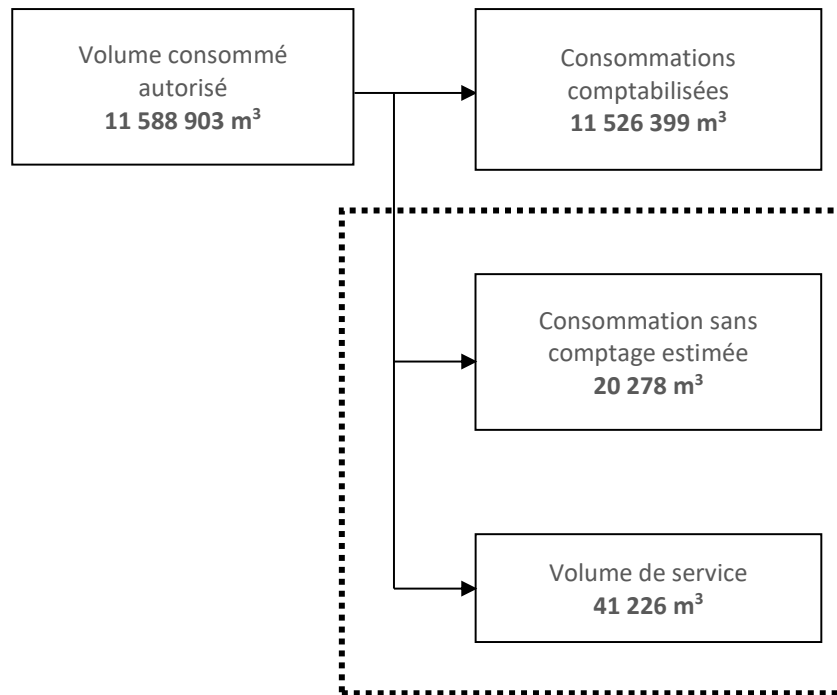 Volume consommé
autorisé
11 588 903 m³
Consommations
comptabilisées
11 526 399 m³
Consommation sans
comptage estimée
20 278 m³
Volume de service
41 226 m³